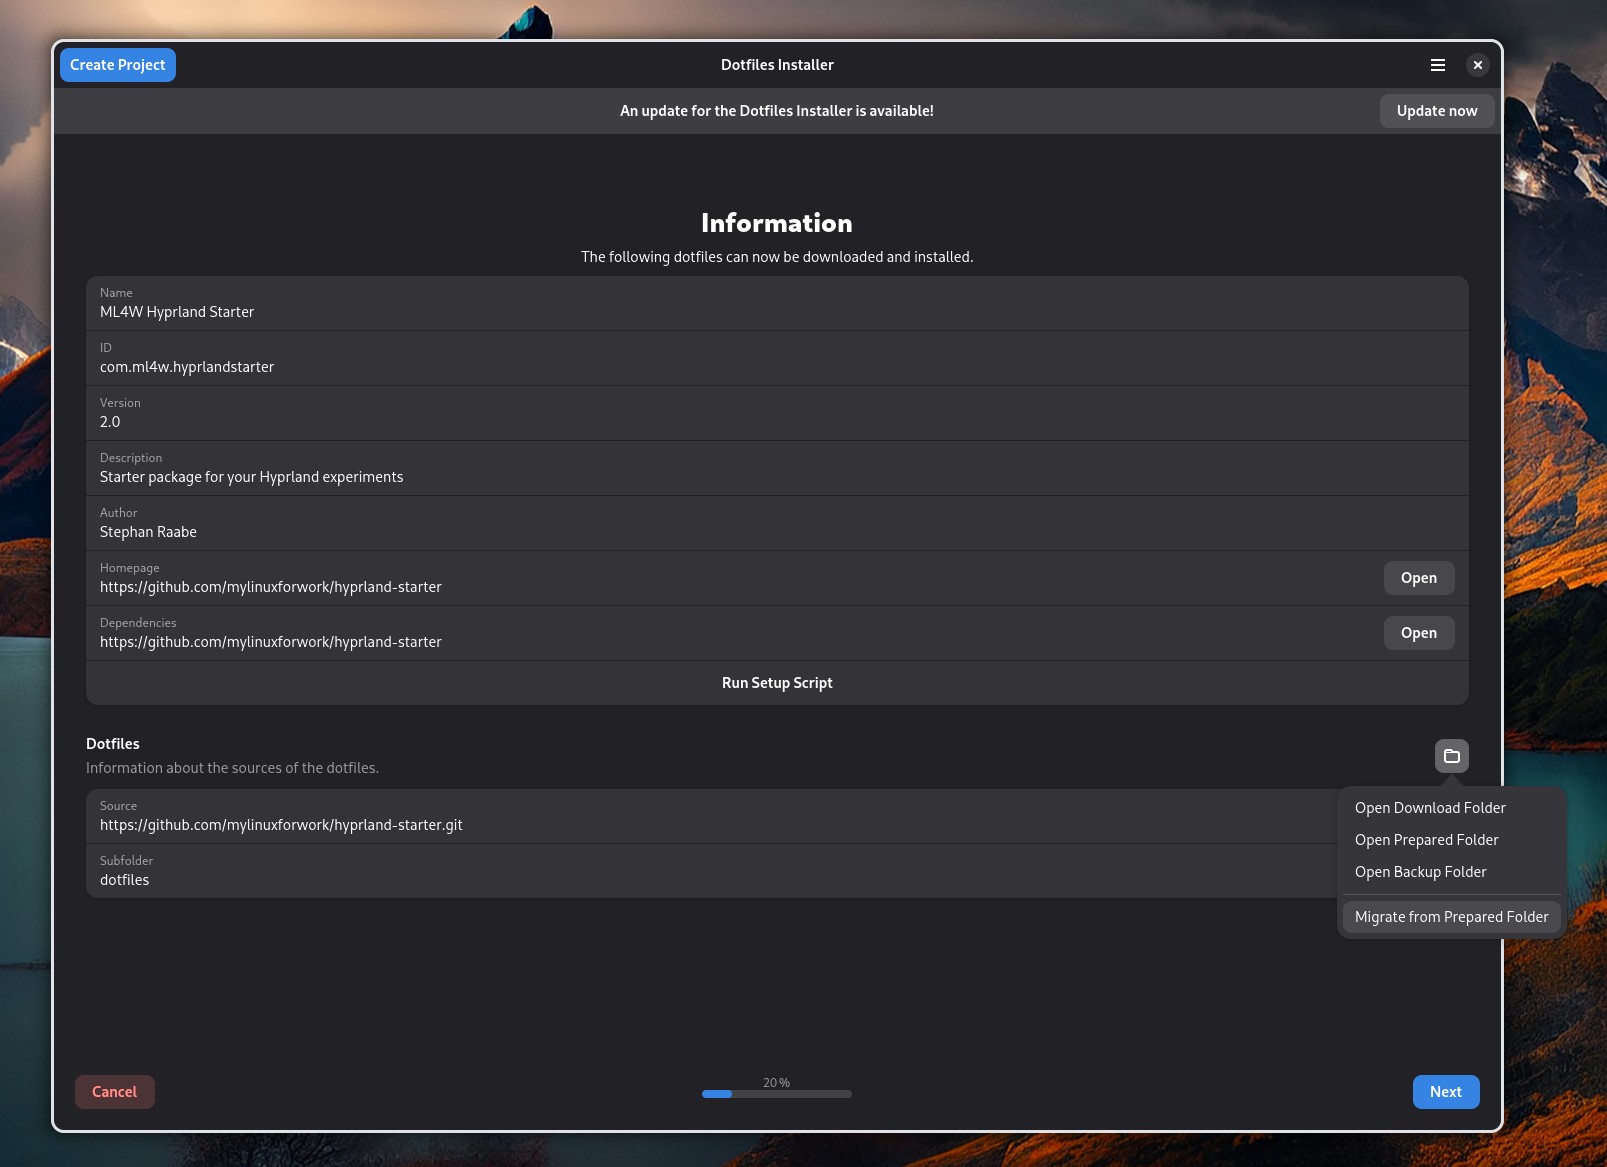 Create Project
Dotfiles Installer
An update for the Dotfiles Installer is available!
Update now
Information
The following dotfiles can now be downloaded and installed.
Name
ML4W Hyprland Starter
ID
com.ml4w.hyprlandstarter
Version
2.0
Description
Starter package for your Hyprland experiments
Author
Stephan Raabe
Homepage
https://github.com/mylinuxforwork/hyprland-starter
Open
Dependencies
https://github.com/mylinuxforwork/hyprland-starter
Open
Run Setup Script
Dotfiles
Information about the sources of the dotfiles.
Source
https://github.com/mylinuxforwork/hyprland-starter.git
Subfolder
dotfiles
Open Download Folder
Open Prepared Folder
Open Backup Folder
Migrate from Prepared Folder
Cancel
20 %
Next